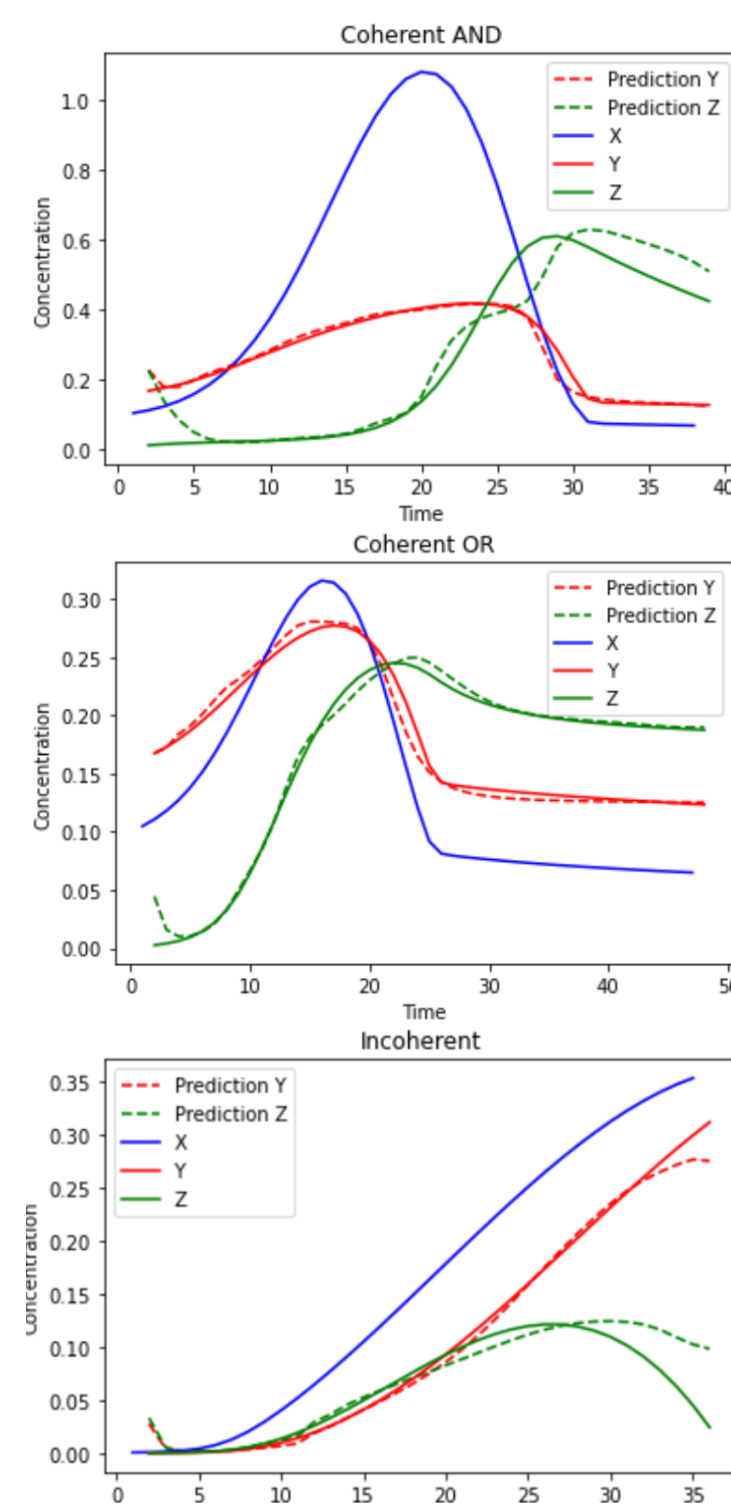 Coherent AND
Prediction Y
Prediction Z
X
Y
Z
Concentration
1.0
0.8
0.6
0.4
0.2
0.0
0 5 10 15 20 25 30 35 40
Time
Coherent OR
Prediction Y
Prediction Z
X
Y
Z
Concentration
0.30
0.25
0.20
0.15
0.10
0.05
0.00
0 10 20 30 40
Time
Incoherent
Prediction Y
Prediction Z
X
Y
Z
Concentration
0.35
0.30
0.25
0.20
0.15
0.10
0.05
0.00
0 5 10 15 20 25 30 35